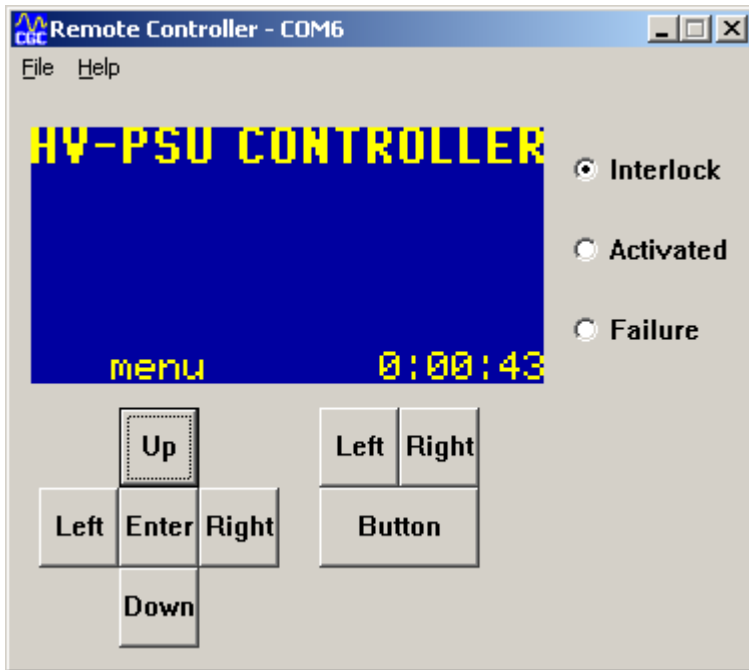 CGC Remote Controller - COM6
File Help
HV-PSU CONTROLLER
Interlock
Activated
Failure
menu 0:00:43
Up
Left Right
Left Enter Right
Button
Down